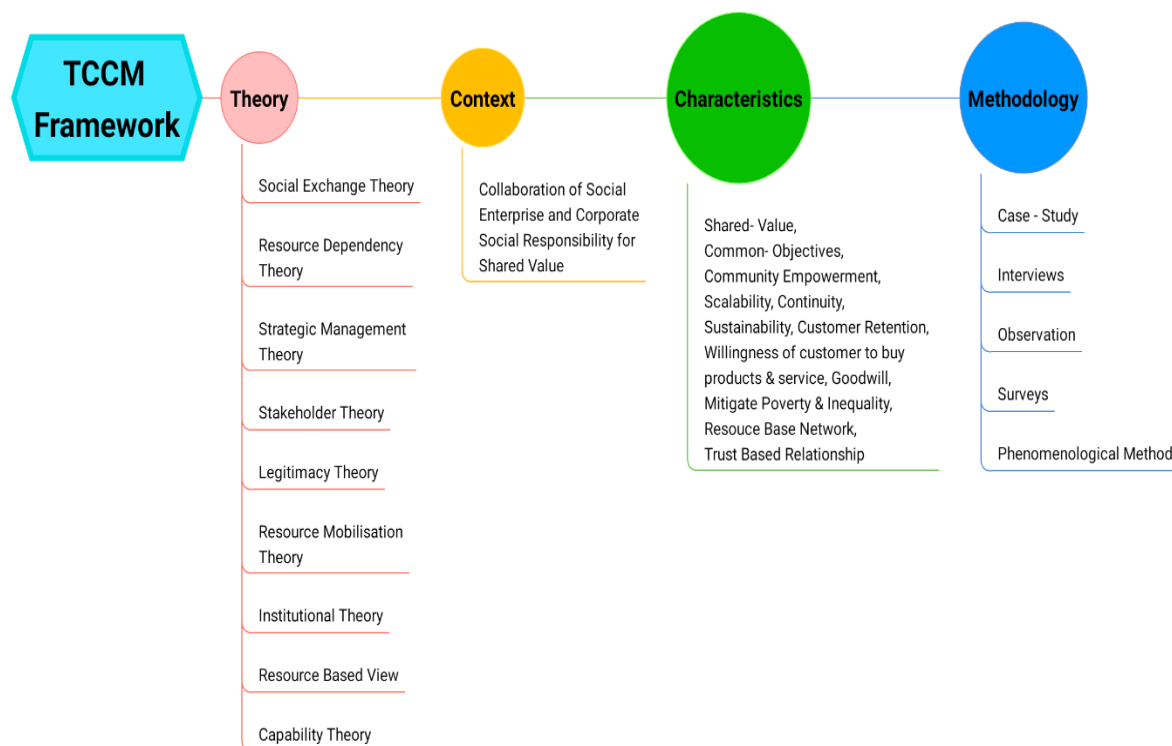 TCCM
Framework
Theory
Social Exchange Theory
Resource Dependency
Theory
Strategic Management
Theory
Stakeholder Theory
Legitimacy Theory
Resource Mobilisation
Theory
Institutional Theory
Resource Based View
Capability Theory
Context
Collaboration of Social
Enterprise and Corporate
Social Responsibility for
Shared Value
Characteristics
Shared- Value,
Common- Objectives,
Community Empowerment,
Scalability, Continuity,
Sustainability, Customer Retention,
Willingness of customer to buy
products & service, Goodwill,
Mitigate Poverty & Inequality,
Resouce Base Network,
Trust Based Relationship
Methodology
Case - Study
Interviews
Observation
Surveys
Phenomenological Method